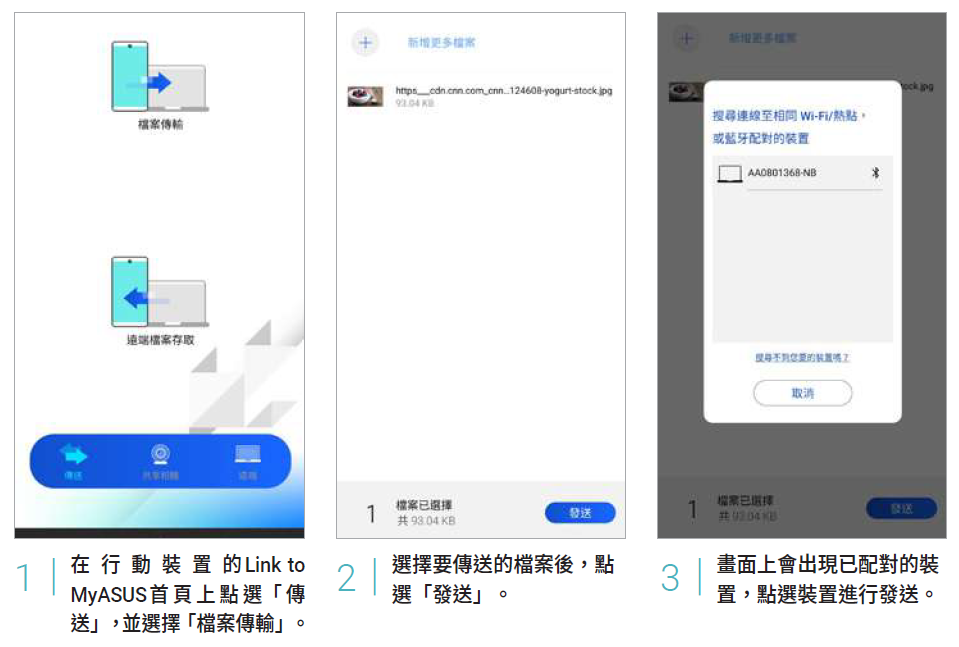 檔案傳輸
遠端檔案存取
傳送
共享相機
遠端
1
在行動裝置的Link to
MyASUS首頁上點選「傳
送」,並選擇「檔案傳輸」。
新增更多檔案
https___cdn.cnn.com_cnn...124608-yogurt-stock.jpg
93.04 KB
1
檔案已選擇
共 93.04 KB
發送
2
選擇要傳送的檔案後，點
選「發送」。
新增更多檔案
tock.jpg
搜尋連線至相同 Wi-Fi/熱點，
或藍牙配對的裝置
AA0801368-NB
搜尋不到您要的裝置嗎？
取消
1
檔案已選擇
共 93.04 KB
發送
3
畫面上會出現已配對的裝
置，點選裝置進行發送。